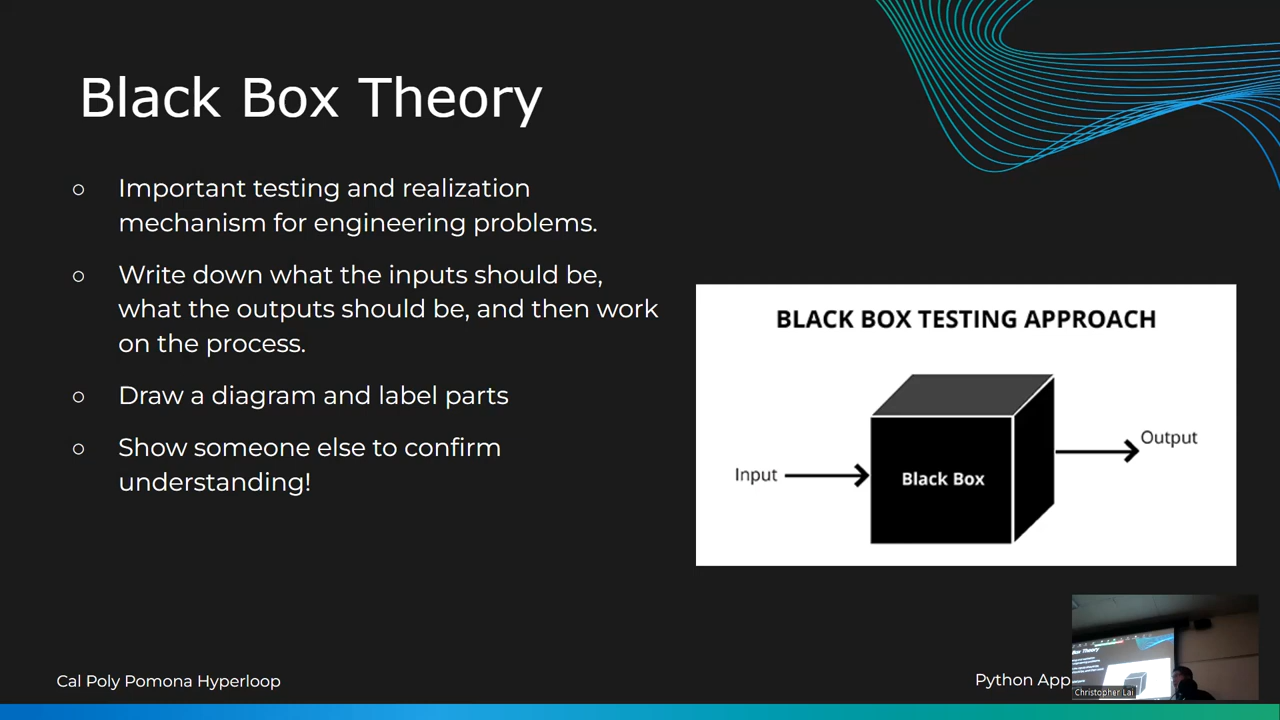 Black Box Theory
○ Important testing and realization
mechanism for engineering problems.
○ Write down what the inputs should be,
what the outputs should be, and then work
on the process.
○ Draw a diagram and label parts
○ Show someone else to confirm
understanding!
BLACK BOX TESTING APPROACH
Input
Black Box
Output
Cal Poly Pomona Hyperloop
Python App
Christopher Lai